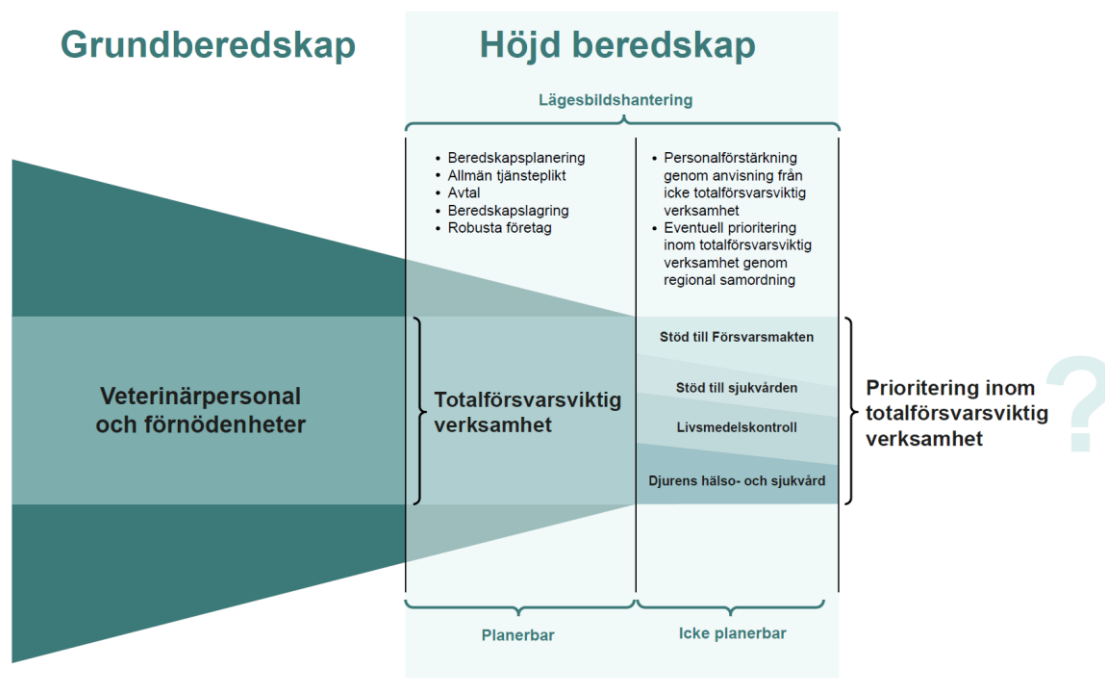 Grundberedskap
Höjd beredskap
Lägesbildshantering
• Beredskapsplanering
• Allmän tjänsteplikt
• Avtal
• Beredskapslagring
• Robusta företag
• Personalförstärkning
genom anvisning från
icke totalförsvarsviktig
verksamhet
• Eventuell prioritering
inom totalförsvarsviktig
verksamhet genom
regional samordning
Veterinärpersonal
och förnödenheter
Totalförsvarsviktig
verksamhet
Stöd till Försvarsmakten
Stöd till sjukvården
Livsmedelskontroll
Djurens hälso- och sjukvård
Prioritering inom
totalförsvarsviktig
verksamhet
?
Planerbar
Icke planerbar